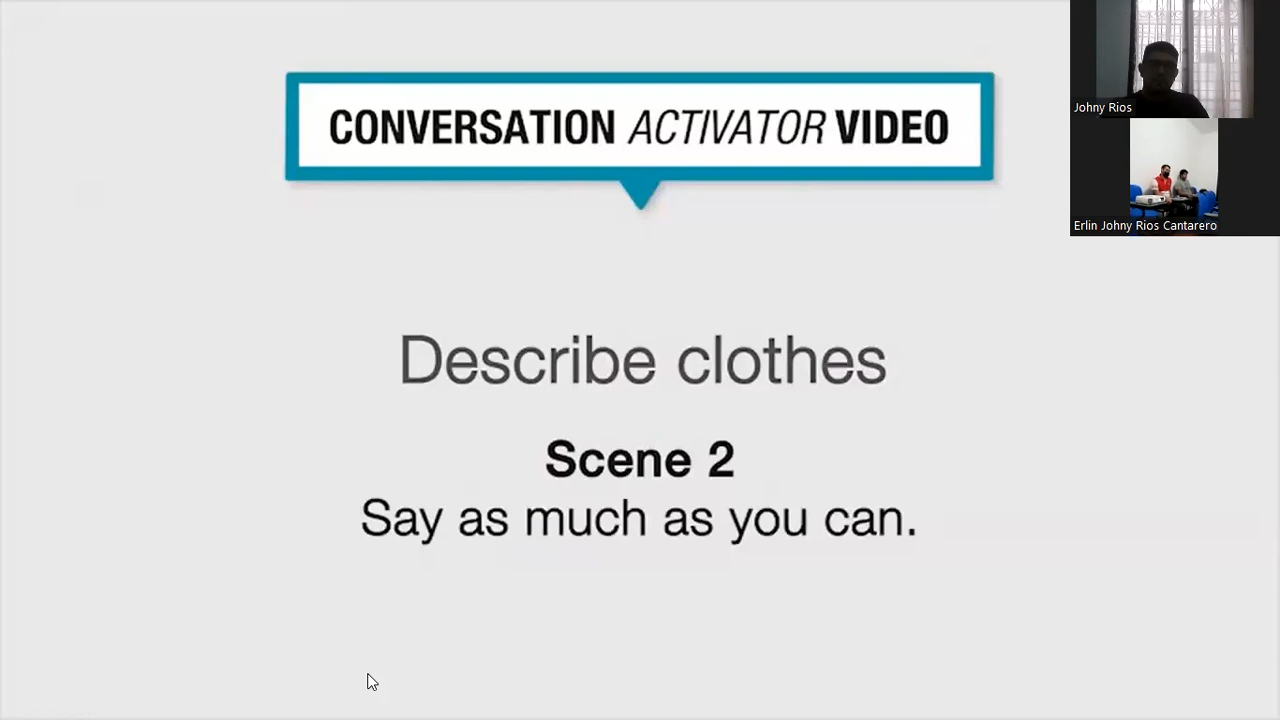 CONVERSATION ACTIVATOR VIDEO
Describe clothes
Scene 2
Say as much as you can.
Johny Rios
Erlin Johny Rios Cantarero